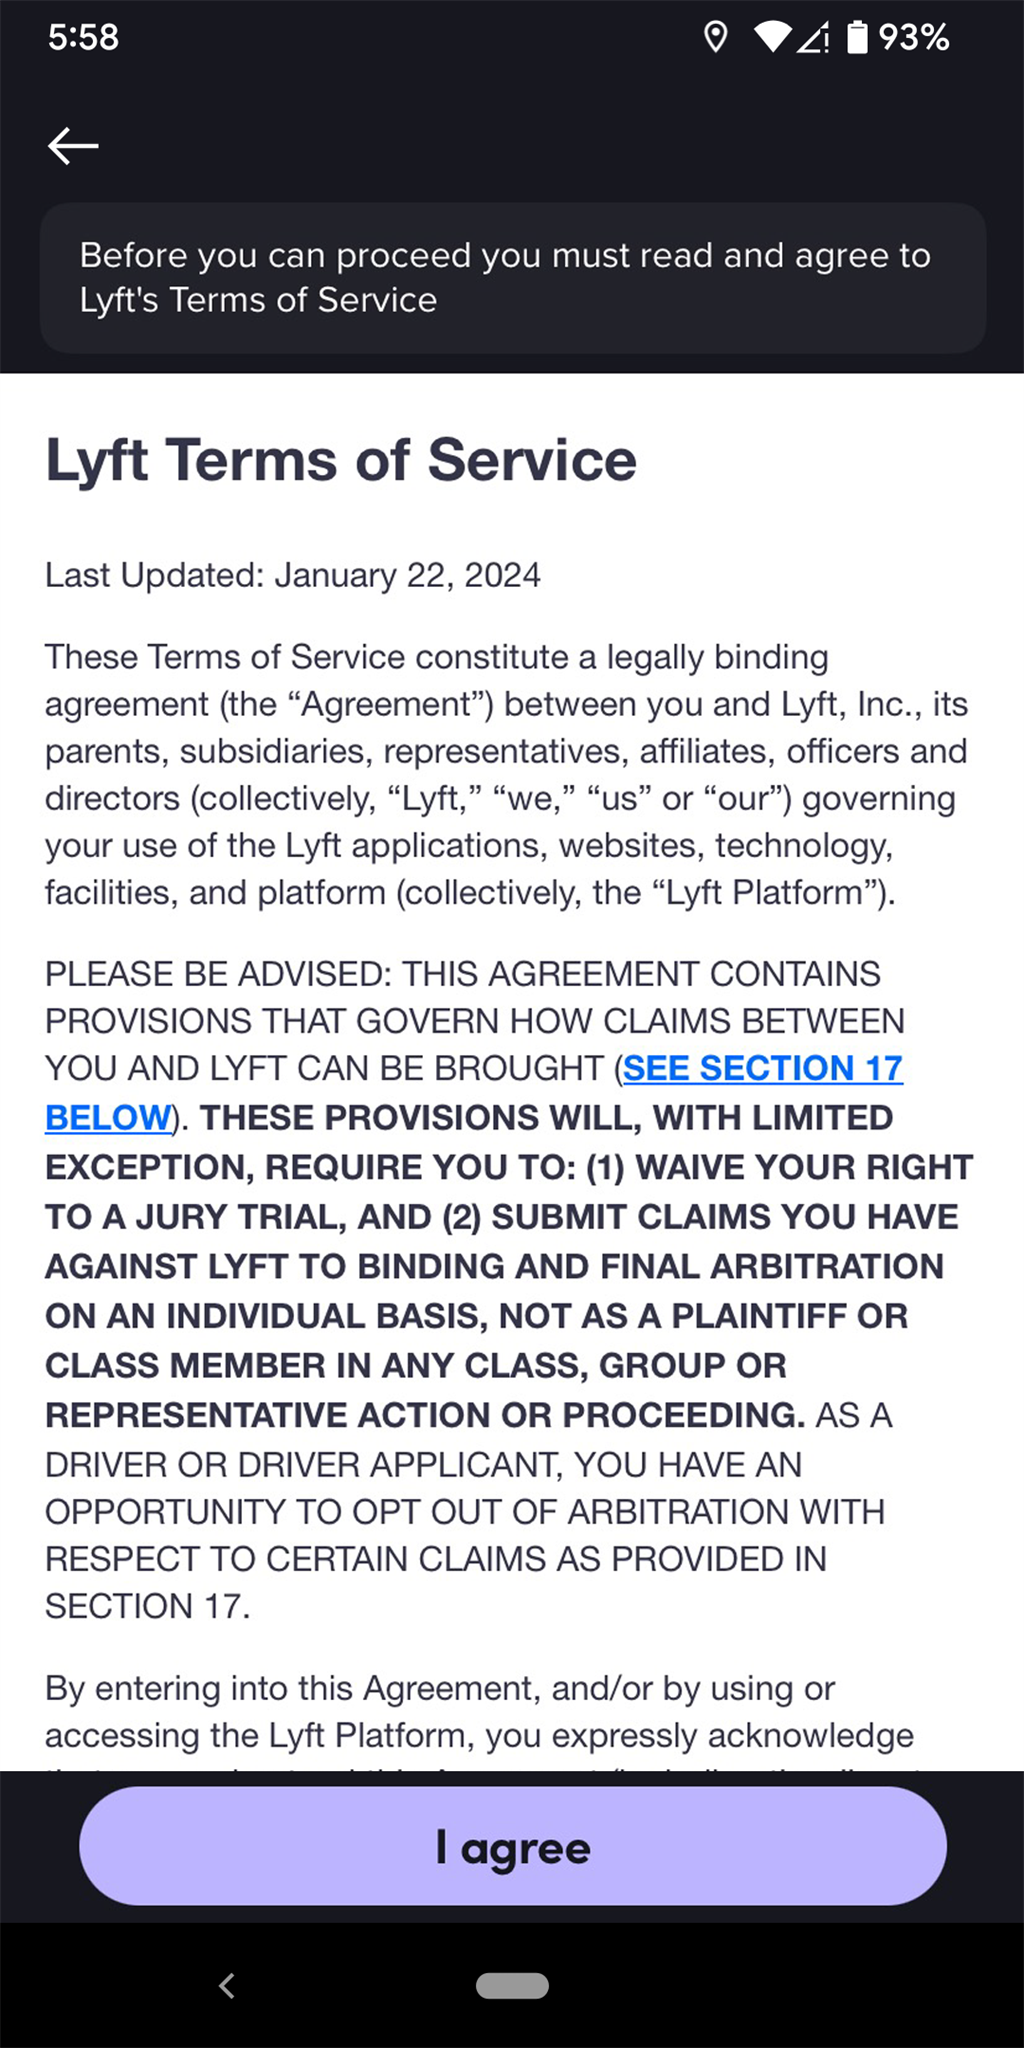 5:58
93%
Before you can proceed you must read and agree to
Lyft's Terms of Service
Lyft Terms of Service
Last Updated: January 22, 2024
These Terms of Service constitute a legally binding
agreement (the “Agreement”) between you and Lyft, Inc., its
parents, subsidiaries, representatives, affiliates, officers and
directors (collectively, “Lyft,” “we,” “us” or “our”) governing
your use of the Lyft applications, websites, technology,
facilities, and platform (collectively, the “Lyft Platform”).
PLEASE BE ADVISED: THIS AGREEMENT CONTAINS
PROVISIONS THAT GOVERN HOW CLAIMS BETWEEN
YOU AND LYFT CAN BE BROUGHT (SEE SECTION 17
BELOW). THESE PROVISIONS WILL, WITH LIMITED
EXCEPTION, REQUIRE YOU TO: (1) WAIVE YOUR RIGHT
TO A JURY TRIAL, AND (2) SUBMIT CLAIMS YOU HAVE
AGAINST LYFT TO BINDING AND FINAL ARBITRATION
ON AN INDIVIDUAL BASIS, NOT AS A PLAINTIFF OR
CLASS MEMBER IN ANY CLASS, GROUP OR
REPRESENTATIVE ACTION OR PROCEEDING. AS A
DRIVER OR DRIVER APPLICANT, YOU HAVE AN
OPPORTUNITY TO OPT OUT OF ARBITRATION WITH
RESPECT TO CERTAIN CLAIMS AS PROVIDED IN
SECTION 17.
By entering into this Agreement, and/or by using or
accessing the Lyft Platform, you expressly acknowledge
I agree